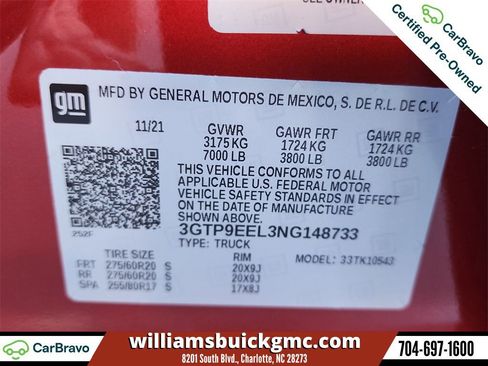 SEE OWNER
CarBravo
Certified Pre-Owned
gm
MFD BY GENERAL MOTORS DE MEXICO, S. DE R.L. DE C.V.
11/21 GVWR GAWR FRT GAWR RR
3175 KG 1724 KG 1724 KG
7000 LB 3800 LB 3800 LB
THIS VEHICLE CONFORMS TO ALL
APPLICABLE U.S. FEDERAL MOTOR
VEHICLE SAFETY STANDARDS IN EFFECT
ON THE DATE OF MANUFACTURE SHOWN ABOVE.
3GTP9EEL3NG148733
252F TYPE: TRUCK MODEL: 33TK10543
TIRE SIZE RIM
FRT 275/60R20 S 20X9J
RR 275/60R20 S 20X9J
SPA 255/80R17 S 17X8J
CarBravo
williamsbuickgmc.com
8201 South Blvd., Charlotte, NC 28273
704-697-1600